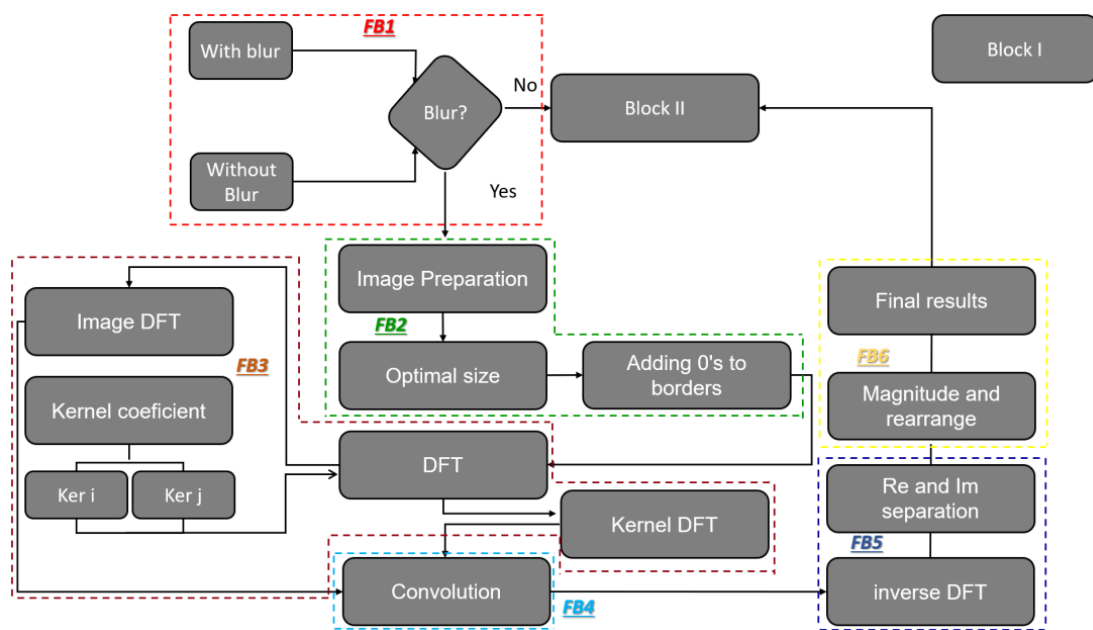 FB1
With blur
Blur?
No
Block II
Block I
Without
Blur
Yes
Image Preparation
FB2
Optimal size
Adding 0's to
borders
Image DFT
FB3
Kernel coeficient
Ker i
Ker j
DFT
Kernel DFT
Convolution
FB4
Final results
FB6
Magnitude and
rearrange
Re and Im
separation
FB5
inverse DFT